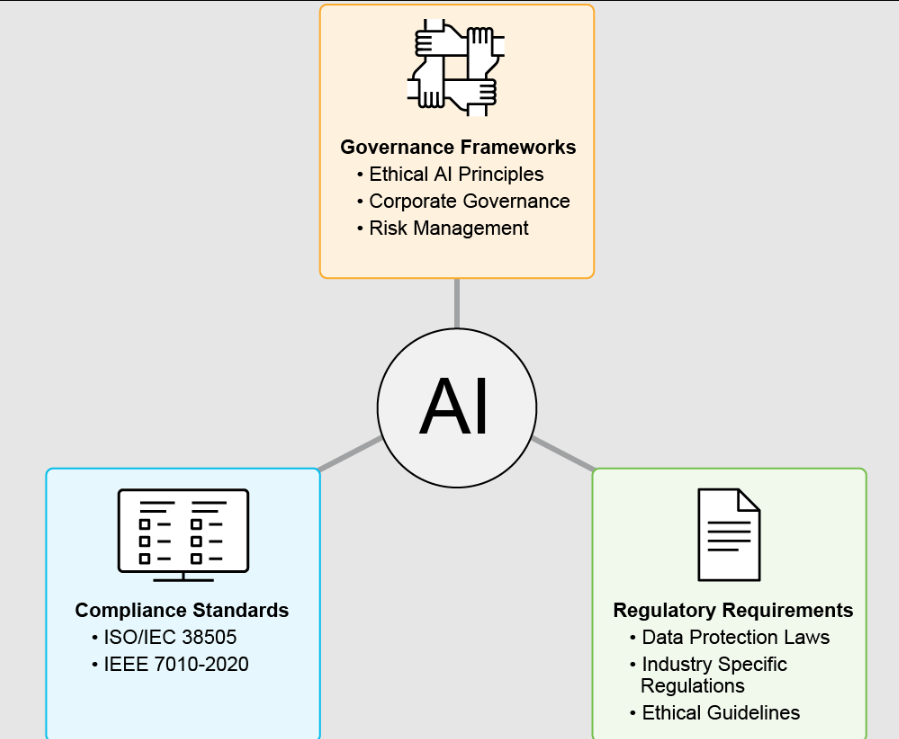 Governance Frameworks
• Ethical AI Principles
• Corporate Governance
• Risk Management
AI
Compliance Standards
• ISO/IEC 38505
• IEEE 7010-2020
Regulatory Requirements
• Data Protection Laws
• Industry Specific
Regulations
• Ethical Guidelines